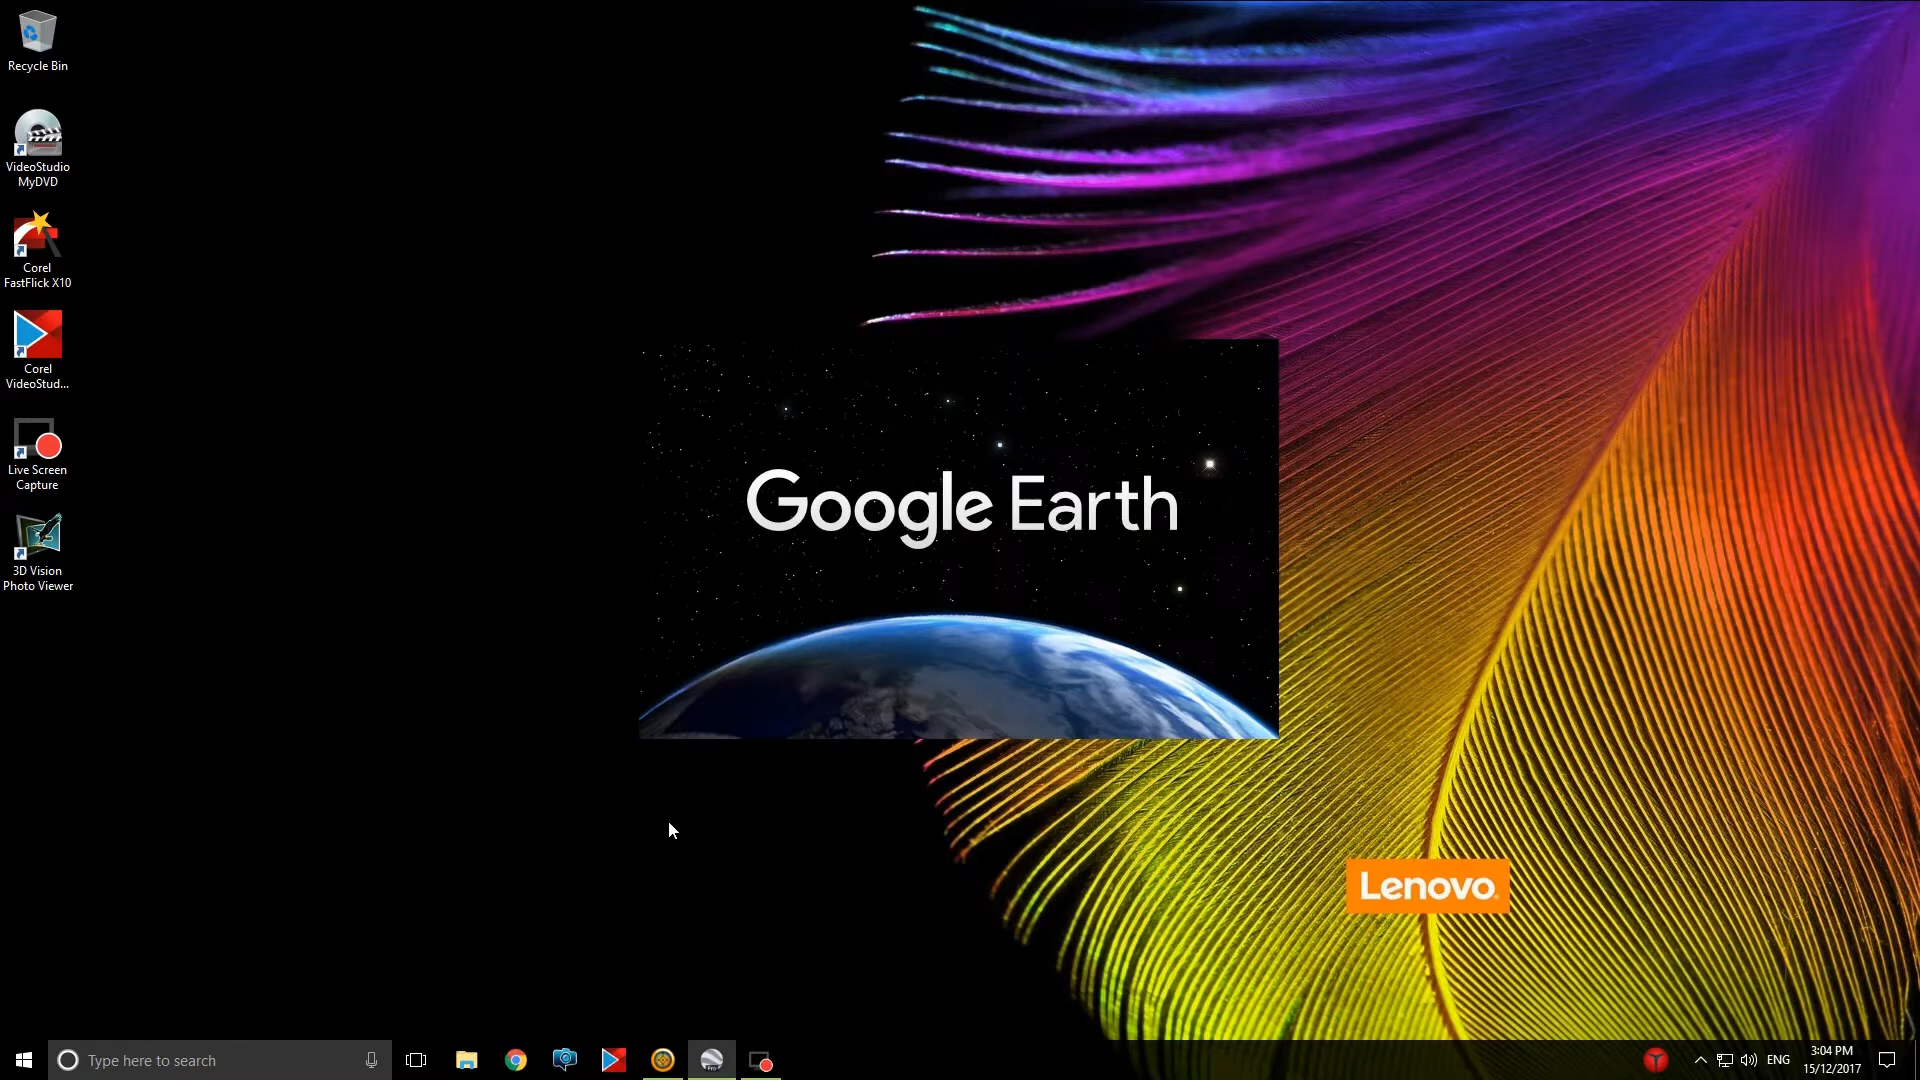 Recycle Bin
VideoStudio
MyDVD
Corel
FastFlick X10
Corel
VideoStud...
Live Screen
Capture
3D Vision
Photo Viewer
Google Earth
Lenovo
Type here to search
Pro
ENG
3:04 PM
15/12/2017